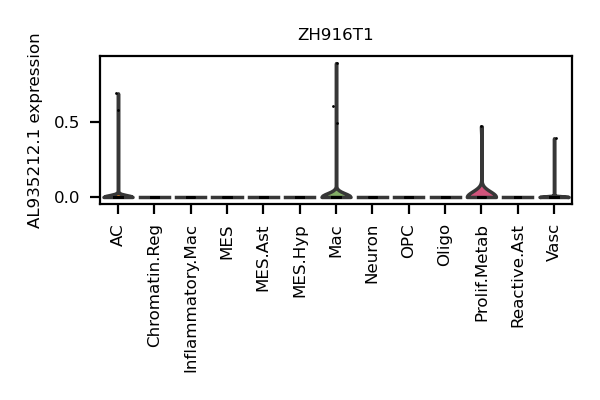 ZH916T1
AL935212.1 expression
0.5
0.0
AC
Chromatin.Reg
Inflammatory.Mac
MES
MES.Ast
MES.Hyp
Mac
Neuron
OPC
Oligo
Prolif.Metab
Reactive.Ast
Vasc